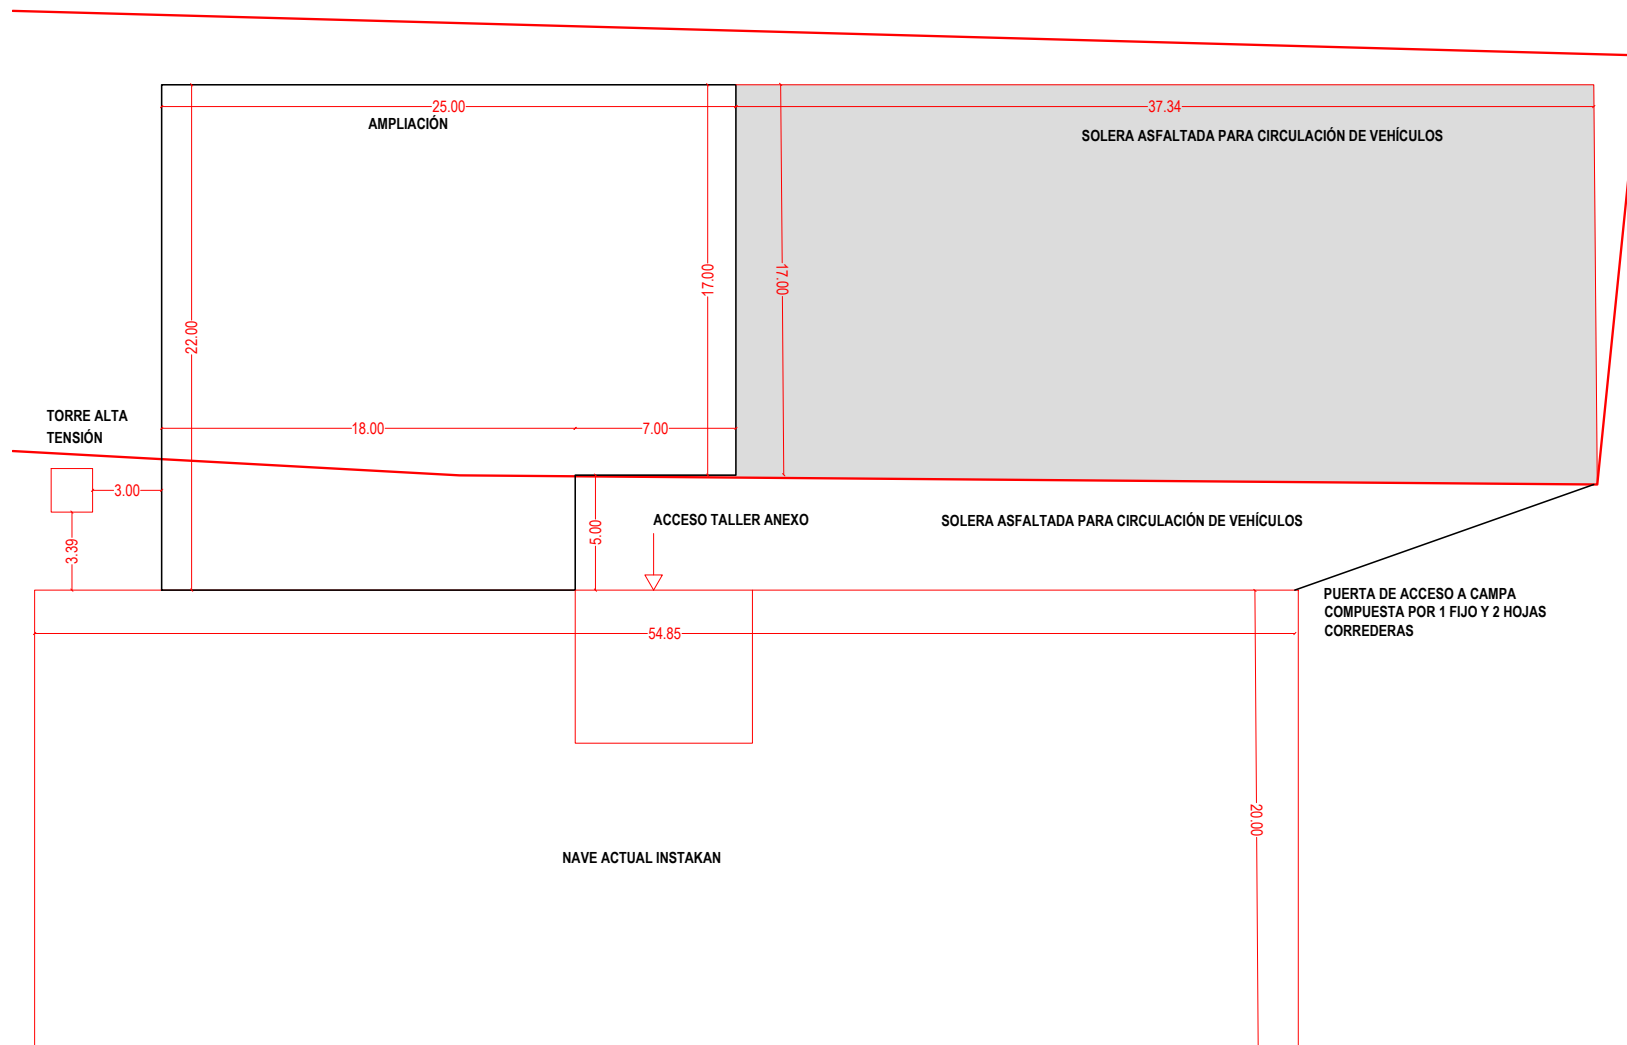 25.00
37.34
AMPLIACIÓN
SOLERA ASFALTADA PARA CIRCULACIÓN DE VEHÍCULOS
17.00
17.00
22.00
TORRE ALTA
TENSIÓN
18.00
7.00
3.00
ACCESO TALLER ANEXO
SOLERA ASFALTADA PARA CIRCULACIÓN DE VEHÍCULOS
5.00
3.39
PUERTA DE ACCESO A CAMPA
COMPUESTA POR 1 FIJO Y 2 HOJAS
CORREDERAS
54.85
20.00
NAVE ACTUAL INSTAKAN